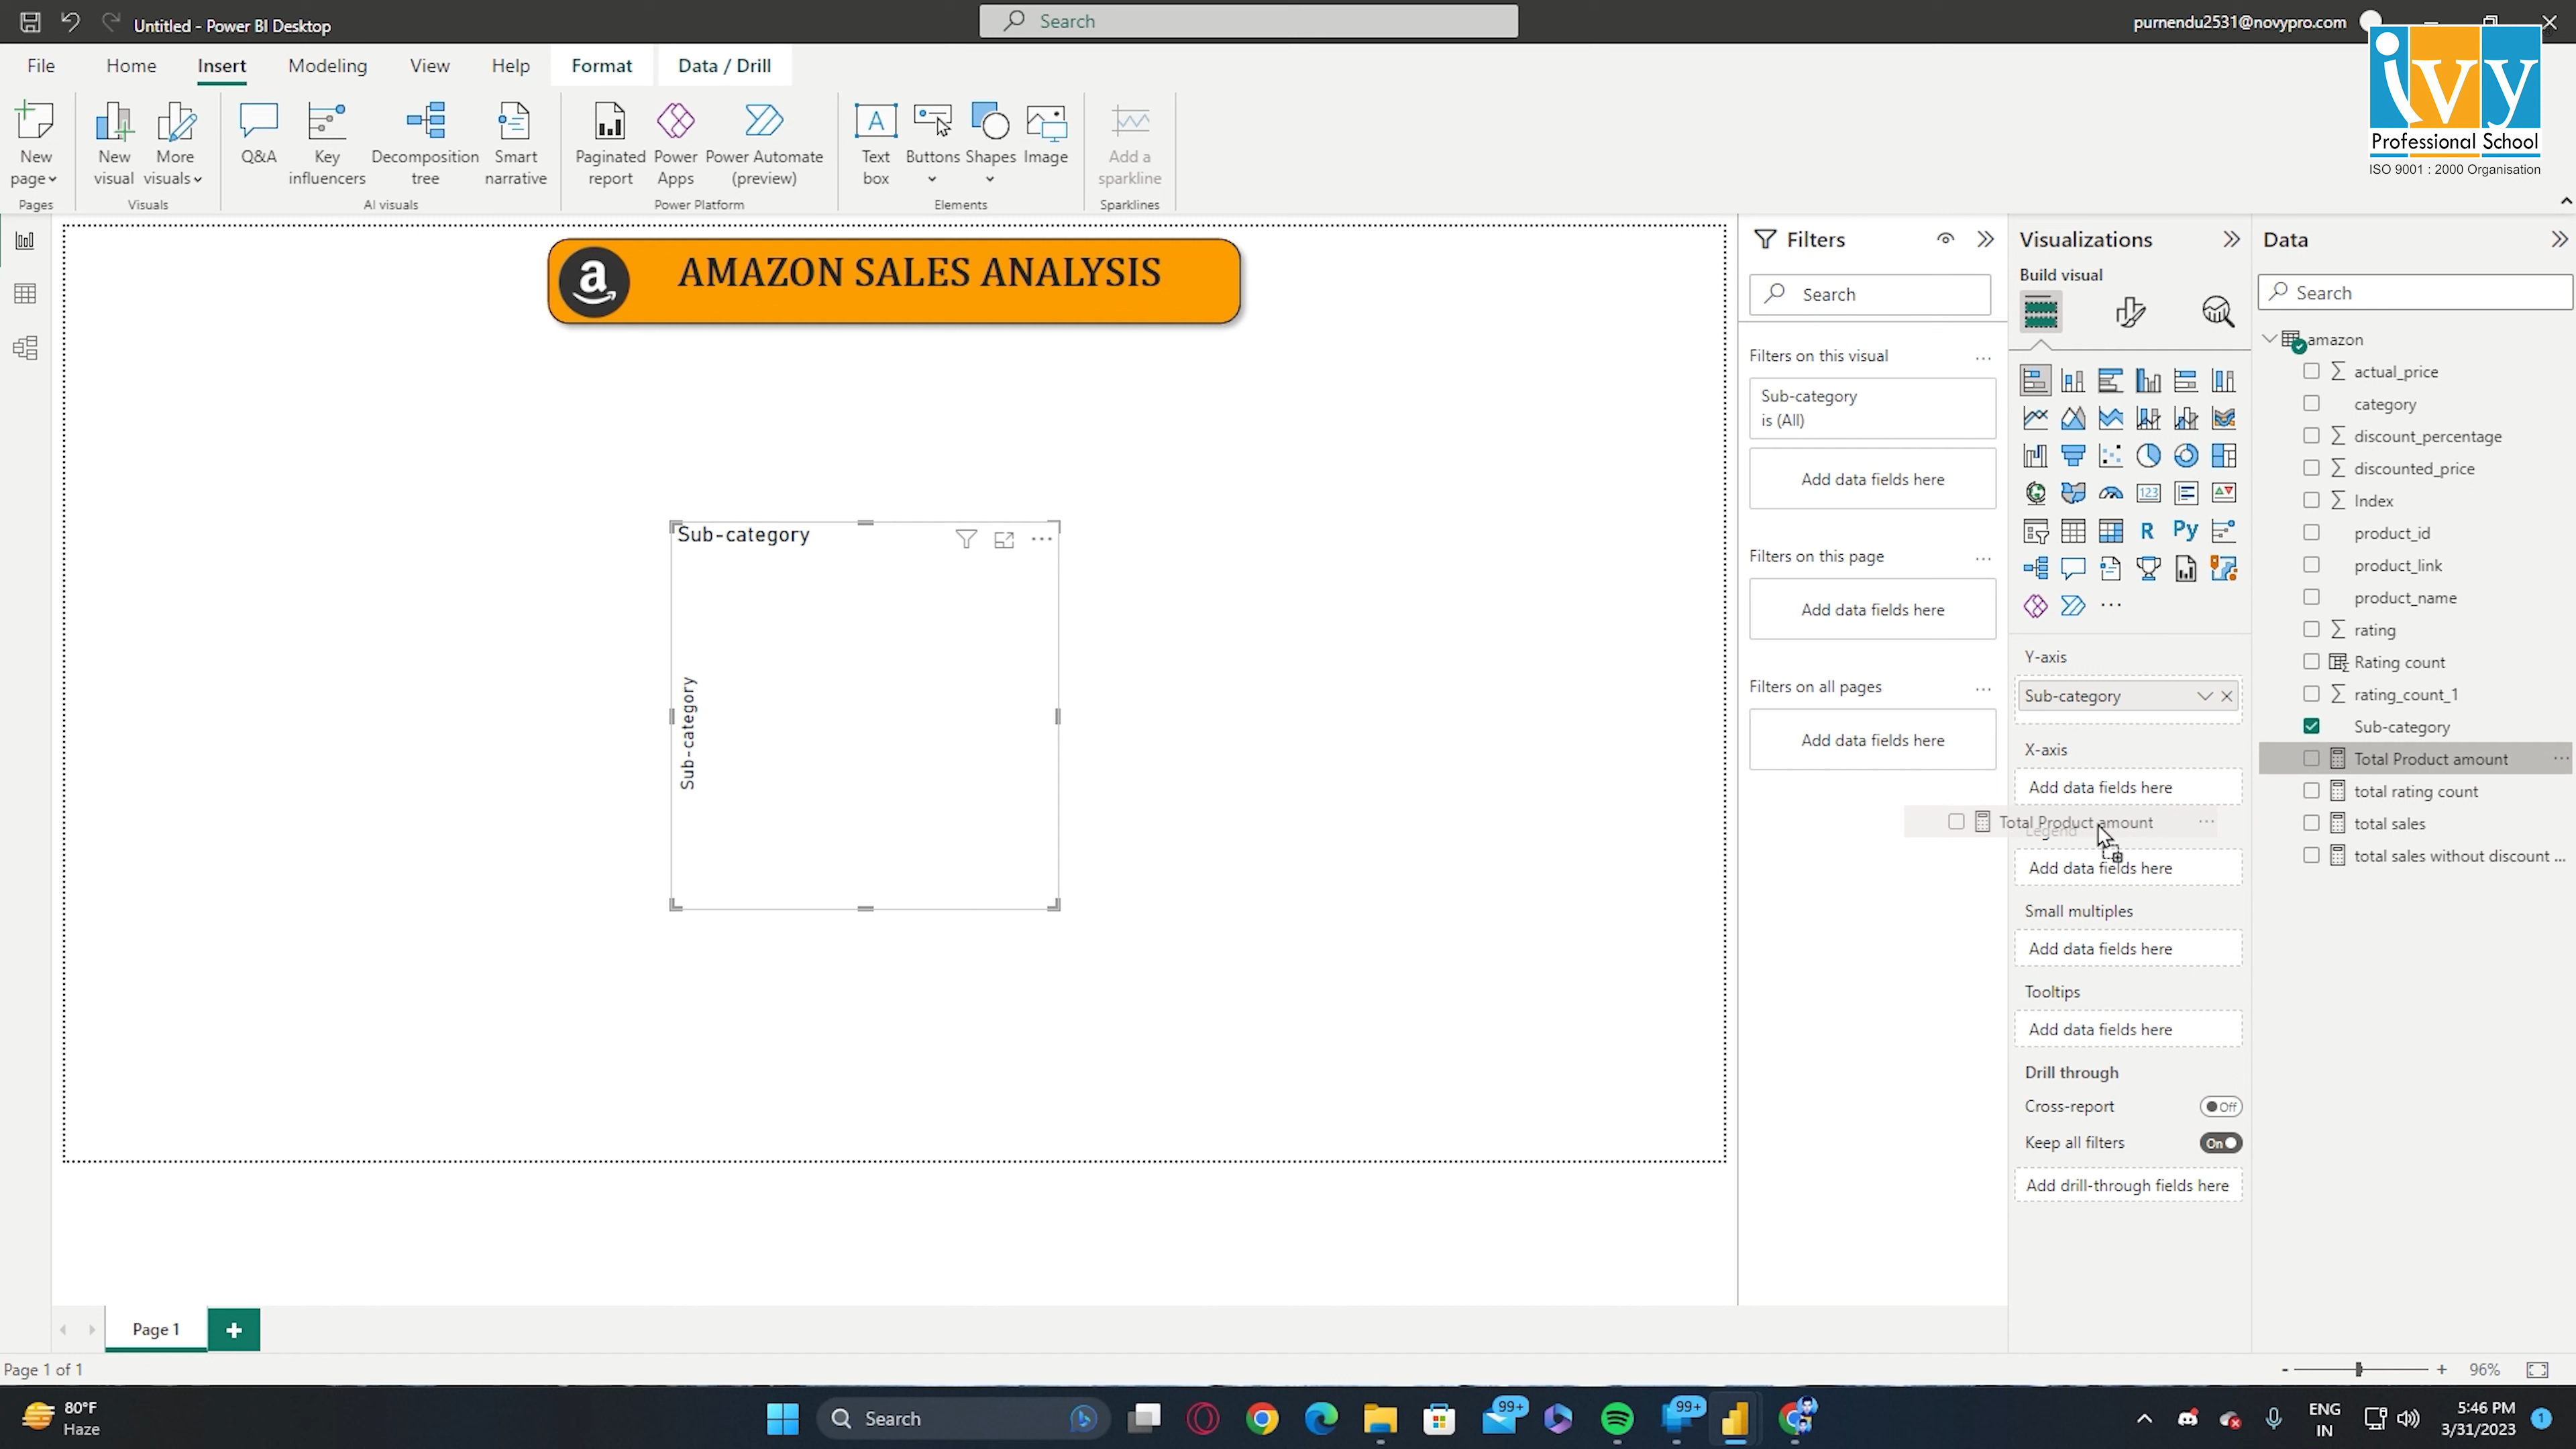 Untitled - Power BI Desktop
Search
purnendu2531@novypro.com
ivy
Professional School
ISO 9001 : 2000 Organisation
File
Home
Insert
Modeling
View
Help
Format
Data / Drill
New page
New visual
More visuals
Q&A
Key influencers
Decomposition tree
Smart narrative
Paginated report
Power Apps
Power Automate (preview)
A
Text box
Buttons
Shapes
Image
Add a sparkline
Pages
Visuals
AI visuals
Power Platform
Elements
Sparklines
AMAZON SALES ANALYSIS
Sub-category
Sub-category
Filters
Search
Filters on this visual
...
Sub-category
is (All)
Add data fields here
Filters on this page
...
Add data fields here
Filters on all pages
...
Add data fields here
Visualizations
Build visual
123
R
Py
...
Y-axis
Sub-category
X-axis
Add data fields here
Total Product amount
Legend
Add data fields here
Small multiples
Add data fields here
Tooltips
Add data fields here
Drill through
Cross-report
Off
Keep all filters
On
Add drill-through fields here
Data
Search
amazon
actual_price
category
discount_percentage
discounted_price
Index
product_id
product_link
product_name
rating
Rating count
rating_count_1
Sub-category
Total Product amount
total rating count
total sales
total sales without discount ...
Page 1
Page 1 of 1
96%
80°F
Haze
Search
99+
99+
ENG
IN
5:46 PM
3/31/2023
1